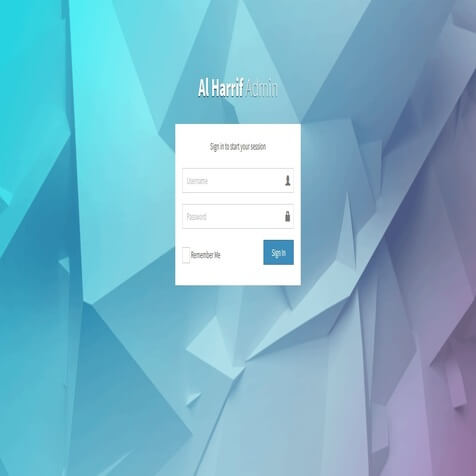 Al Harrif Admin
Sign in to start your session
Username
Password
Remember Me
Sign In